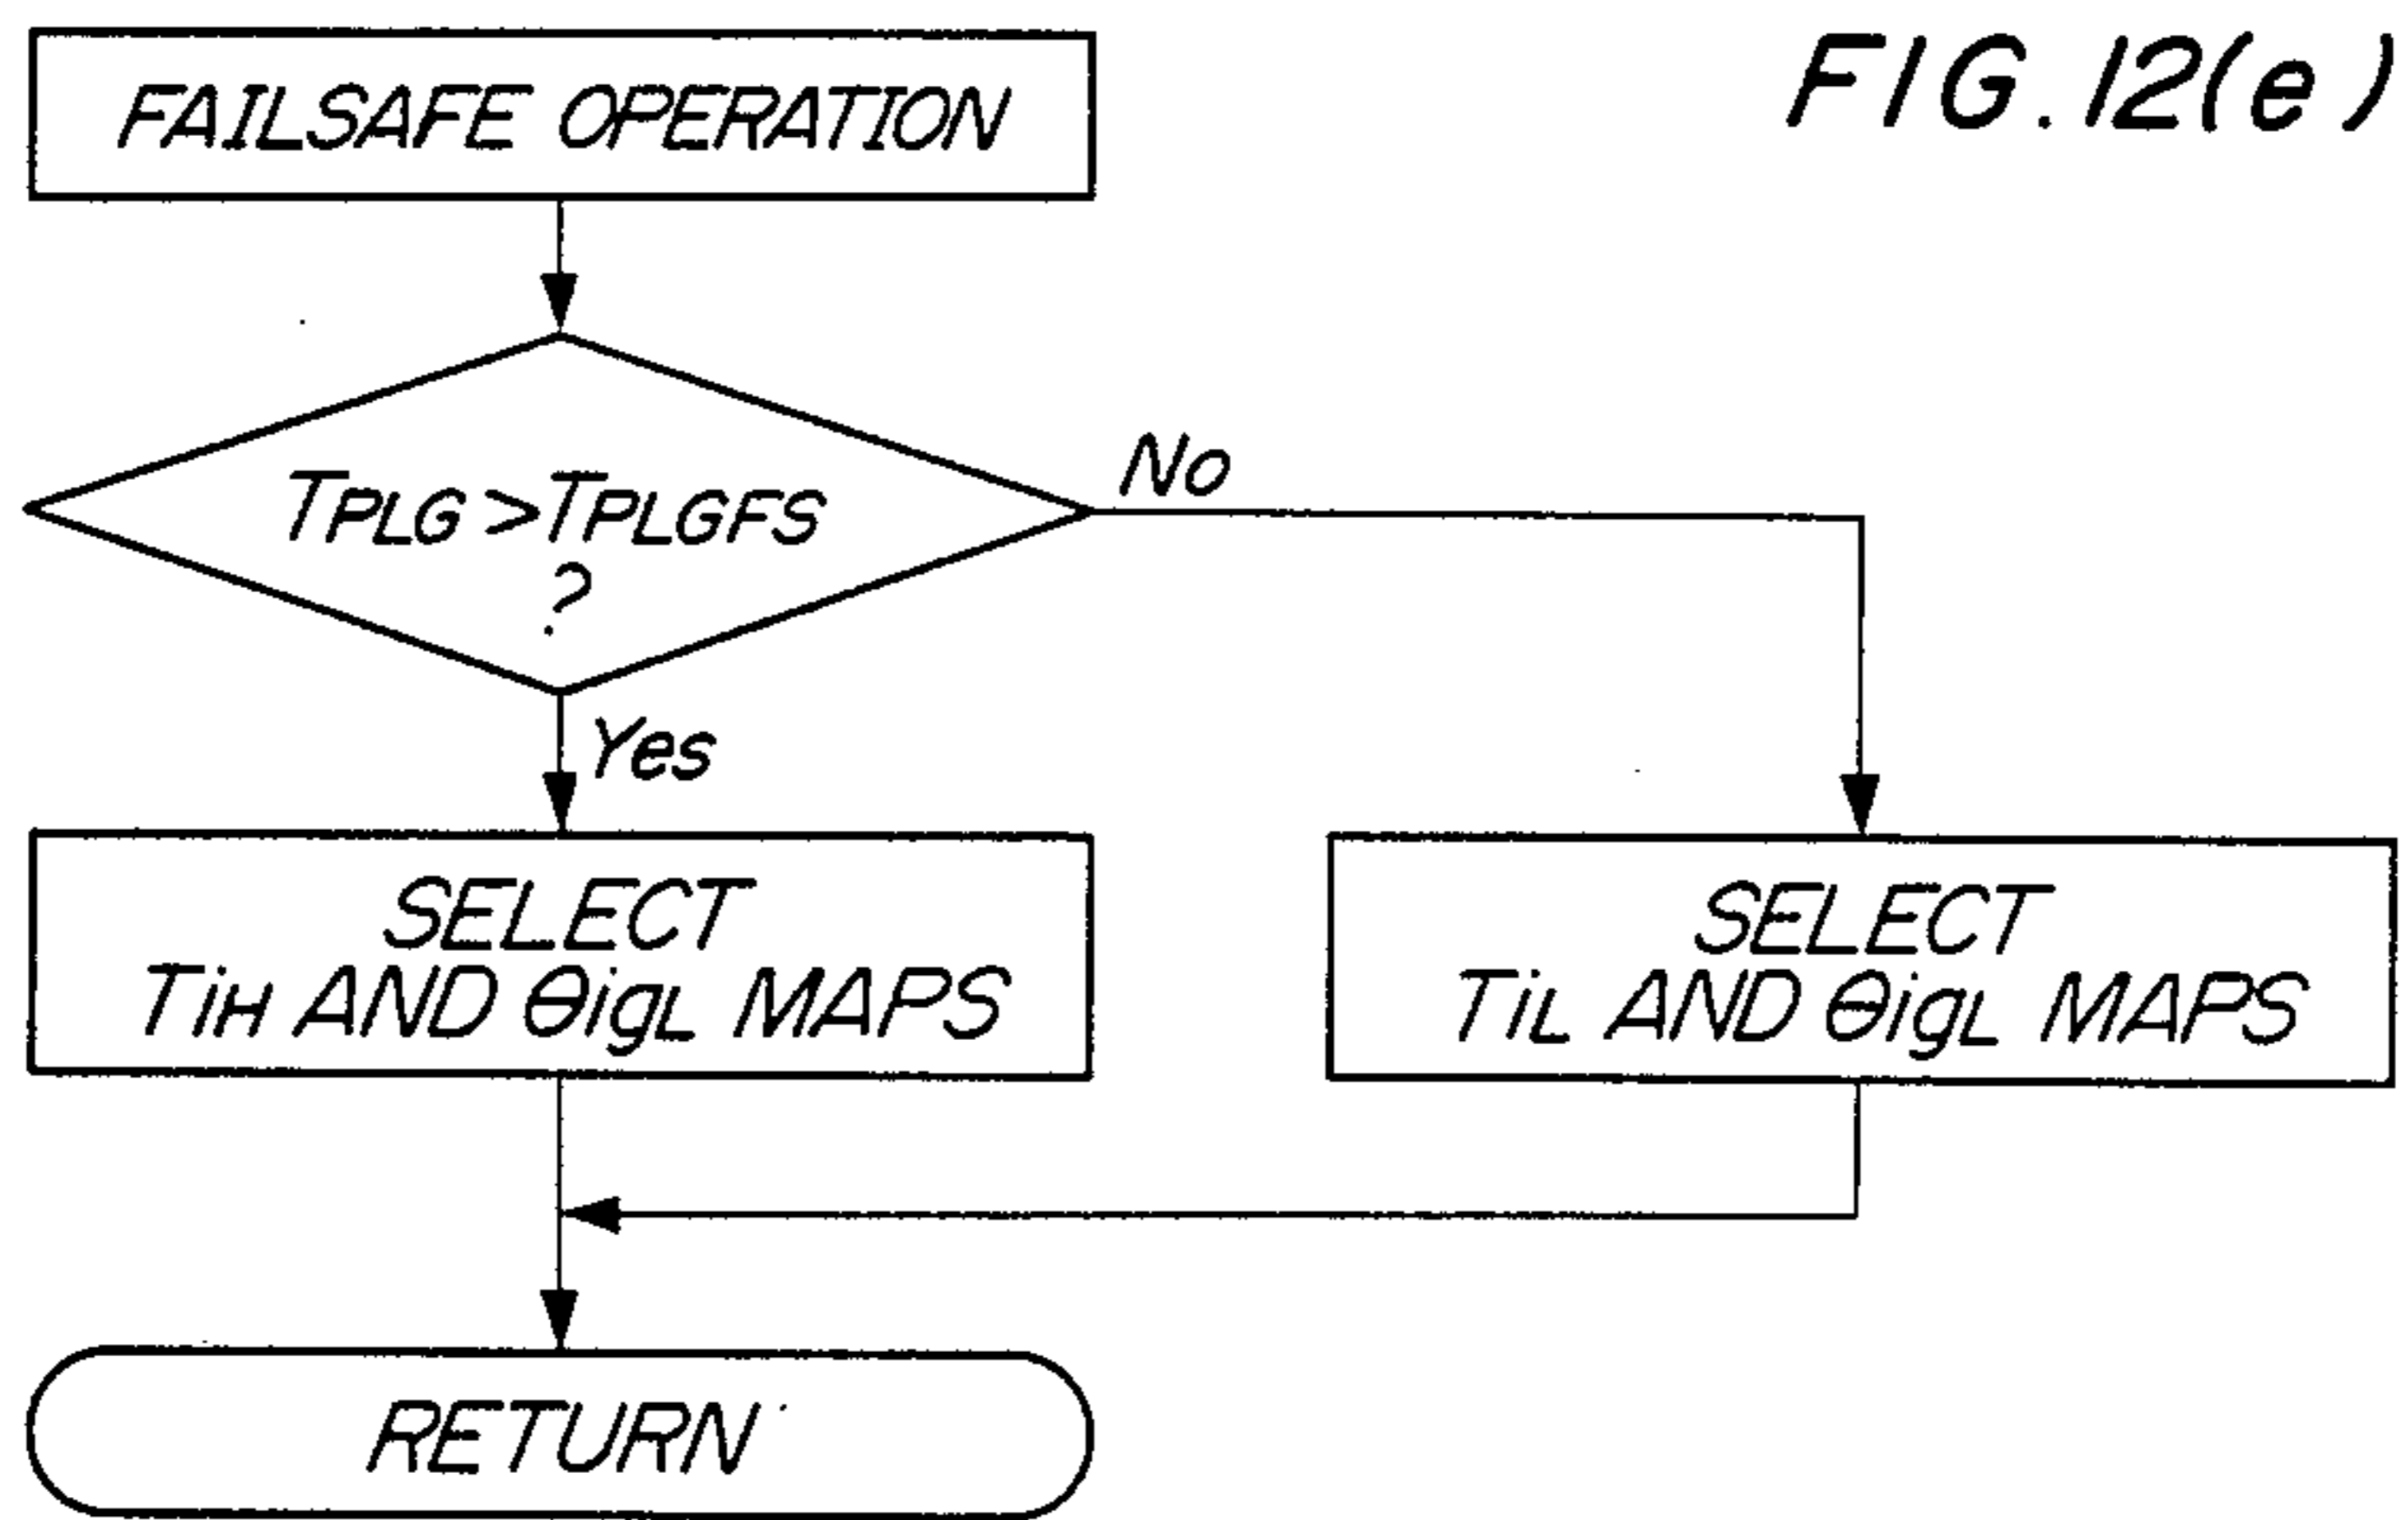 FIG. 12(e)
FAILSAFE OPERATION
TPLG > TPLGFS
?
No
Yes
SELECT
TiH AND θigL MAPS
SELECT
TiL AND θigL MAPS
RETURN